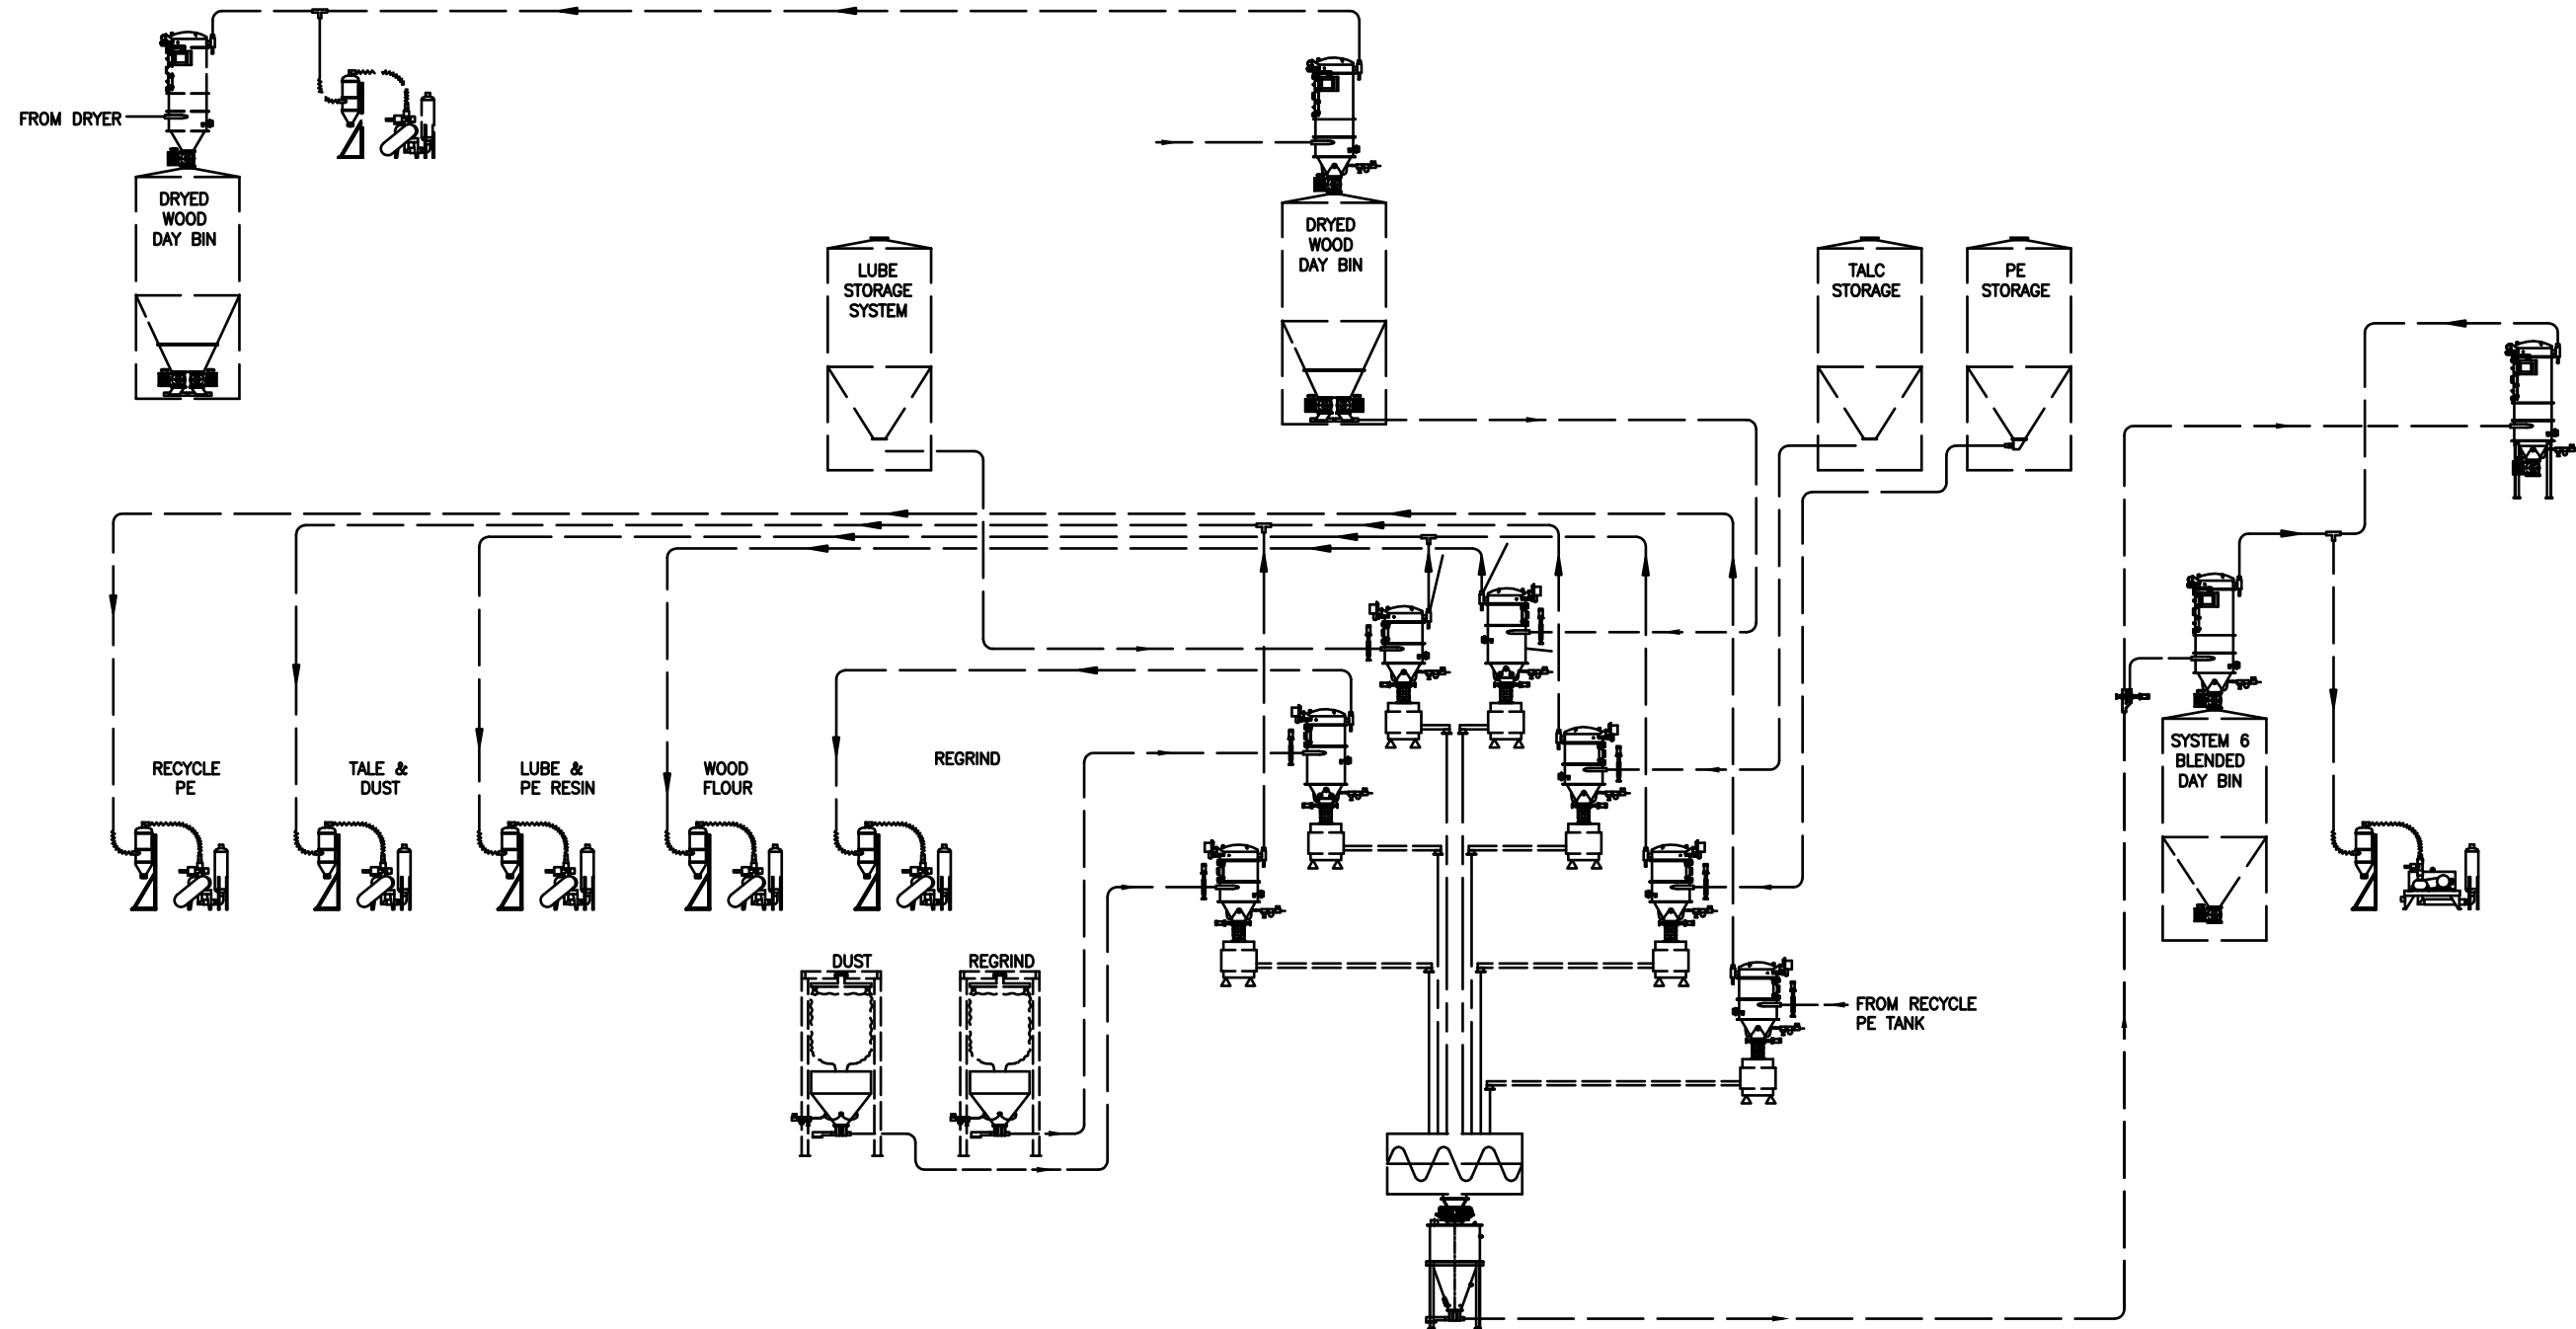 FROM DRYER
DRYED
WOOD
DAY BIN
DRYED
WOOD
DAY BIN
LUBE
STORAGE
SYSTEM
TALC
STORAGE
PE
STORAGE
RECYCLE
PE
TALE &
DUST
LUBE &
PE RESIN
WOOD
FLOUR
REGRIND
SYSTEM 6
BLENDED
DAY BIN
DUST
REGRIND
FROM RECYCLE
PE TANK